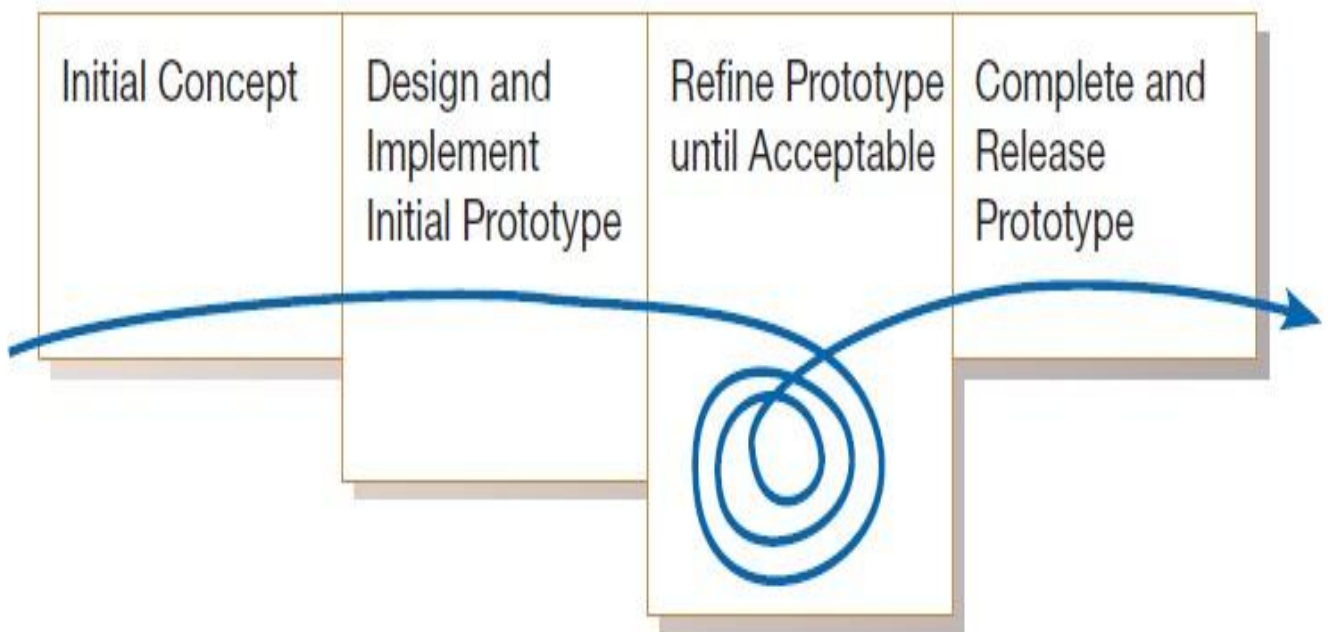 Initial Concept
Design and
Implement
Initial Prototype
Refine Prototype
until Acceptable
Complete and
Release
Prototype